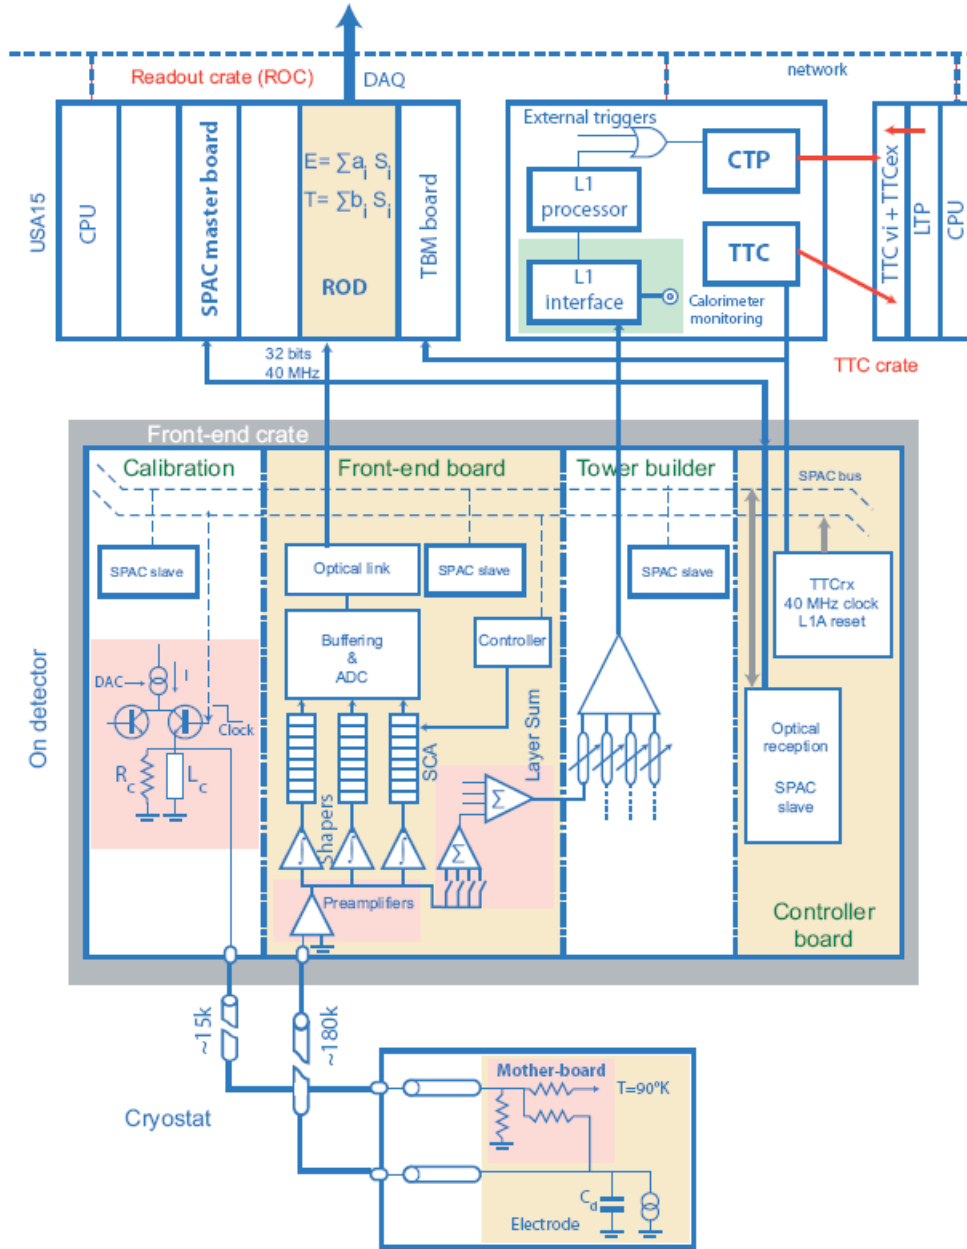 Readout crate (ROC)
DAQ
network
USA15
CPU
SPAC master board
E= ∑a_i S_i
T= ∑b_i S_i
ROD
TBM board
External triggers
CTP
L1
processor
TTC
L1
interface
Calorimeter
monitoring
TTC vi + TTCex
LTP
CPU
TTC crate
32 bits
40 MHz
Front-end crate
Calibration
Front-end board
Tower builder
SPAC bus
SPAC slave
Optical link
SPAC slave
SPAC slave
TTCrx
40 MHz clock
L1A reset
Buffering
&
ADC
Controller
On detector
DAC
I
Clock
R_c
L_c
SCA
Layer Sum
Optical
reception
SPAC
slave
Shapers
∫
∫
∫
Σ
Σ
Preamplifiers
Controller
board
~15k
~180k
Mother-board
T=90°K
Cryostat
C_d
Electrode